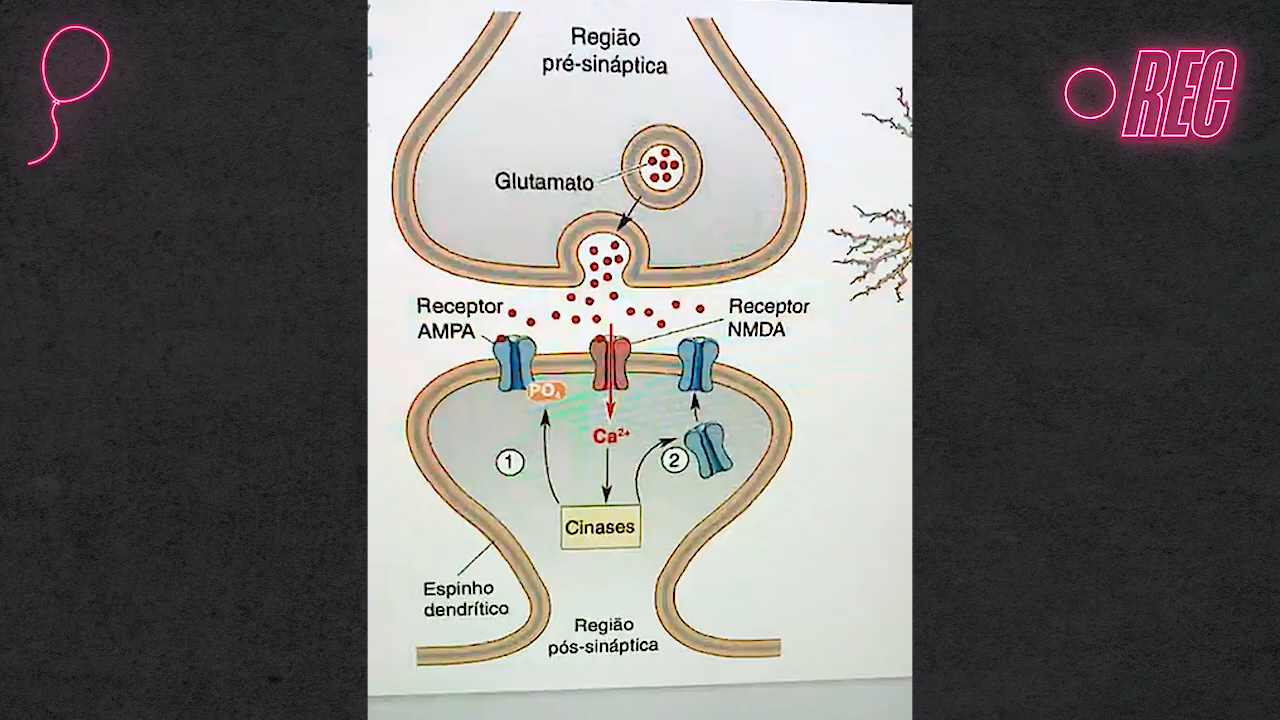 Região
pré-sináptica
REC
Glutamato
Receptor
AMPA
Receptor
NMDA
PO₄
Ca²⁺
1
2
Cinases
Espinho
dendrítico
Região
pós-sináptica